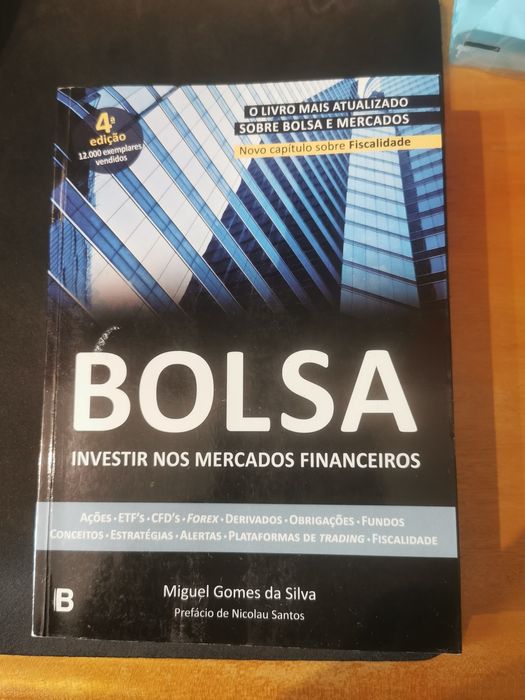 4ª
edição
12.000 exemplares
vendidos
O LIVRO MAIS ATUALIZADO
SOBRE BOLSA E MERCADOS
Novo capítulo sobre Fiscalidade
BOLSA
INVESTIR NOS MERCADOS FINANCEIROS
AÇÕES • ETF'S • CFD'S • FOREX • DERIVADOS • OBRIGAÇÕES • FUNDOS
CONCEITOS • ESTRATÉGIAS • ALERTAS • PLATAFORMAS DE TRADING • FISCALIDADE
Miguel Gomes da Silva
Prefácio de Nicolau Santos
B